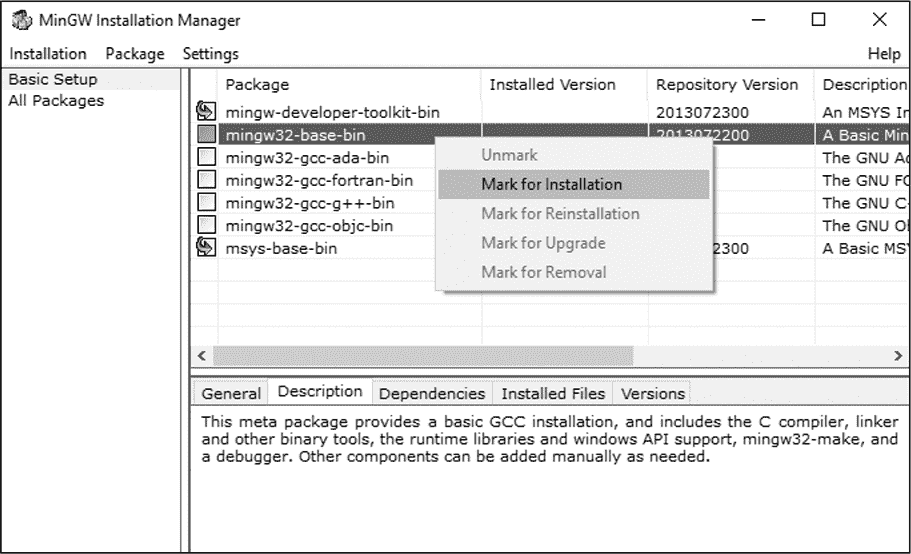 MinGW Installation Manager
Installation Package Settings Help
Basic Setup
All Packages
Package Installed Version Repository Version Description
mingw-developer-toolkit-bin 2013072300 An MSYS In
mingw32-base-bin 2013072200 A Basic Min
mingw32-gcc-ada-bin The GNU Ad
mingw32-gcc-fortran-bin The GNU FO
mingw32-gcc-g++-bin The GNU C-
mingw32-gcc-objc-bin The GNU Ob
msys-base-bin 2300 A Basic MSY
Unmark
Mark for Installation
Mark for Reinstallation
Mark for Upgrade
Mark for Removal
General Description Dependencies Installed Files Versions
This meta package provides a basic GCC installation, and includes the C compiler, linker
and other binary tools, the runtime libraries and windows API support, mingw32-make, and
a debugger. Other components can be added manually as needed.